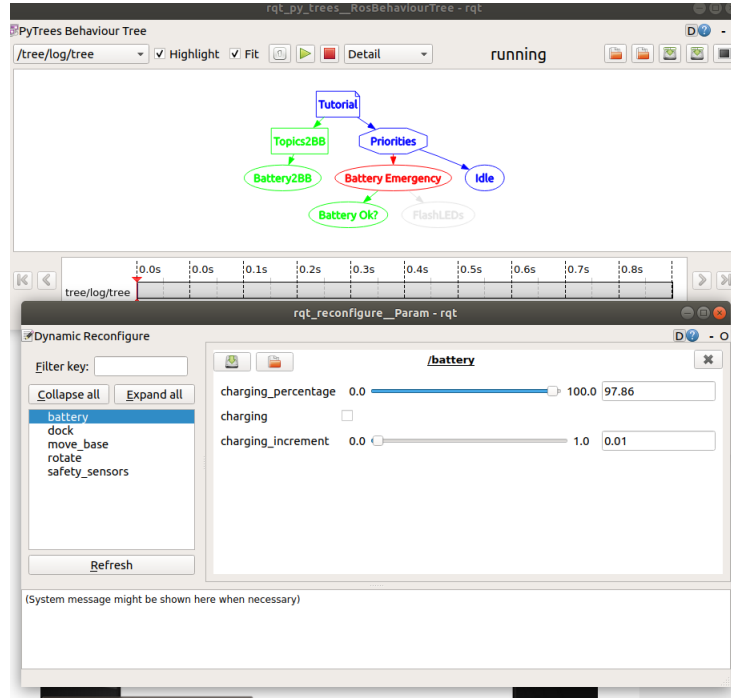 rqt_py_trees__RosBehaviourTree - rqt
PyTrees Behaviour Tree
D
-
/tree/log/tree
Highlight
Fit
Detail
running
Tutorial
Topics2BB
Priorities
Battery2BB
Battery Emergency
Idle
Battery Ok?
FlashLEDs
0.0s 0.0s 0.1s 0.2s 0.3s 0.4s 0.5s 0.6s 0.7s 0.8s
tree/log/tree
rqt_reconfigure__Param - rqt
Dynamic Reconfigure
D
- O
Filter key:
Collapse all
Expand all
battery
dock
move_base
rotate
safety_sensors
Refresh
/battery
charging_percentage 0.0 100.0 97.86
charging
charging_increment 0.0 1.0 0.01
(System message might be shown here when necessary)